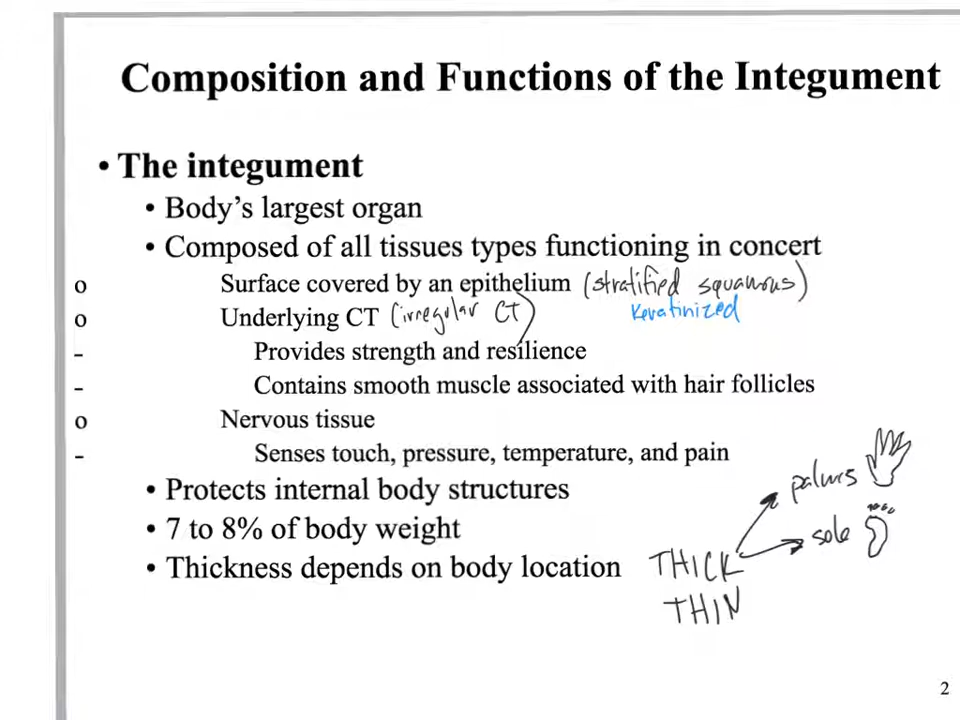 Composition and Functions of the Integument
• The integument
• Body's largest organ
• Composed of all tissues types functioning in concert
o Surface covered by an epithelium (stratified squamous)
keratinized
o Underlying CT (irregular CT)
- Provides strength and resilience
- Contains smooth muscle associated with hair follicles
o Nervous tissue
- Senses touch, pressure, temperature, and pain
• Protects internal body structures
palms
• 7 to 8% of body weight
sole
• Thickness depends on body location THICK
THIN
2